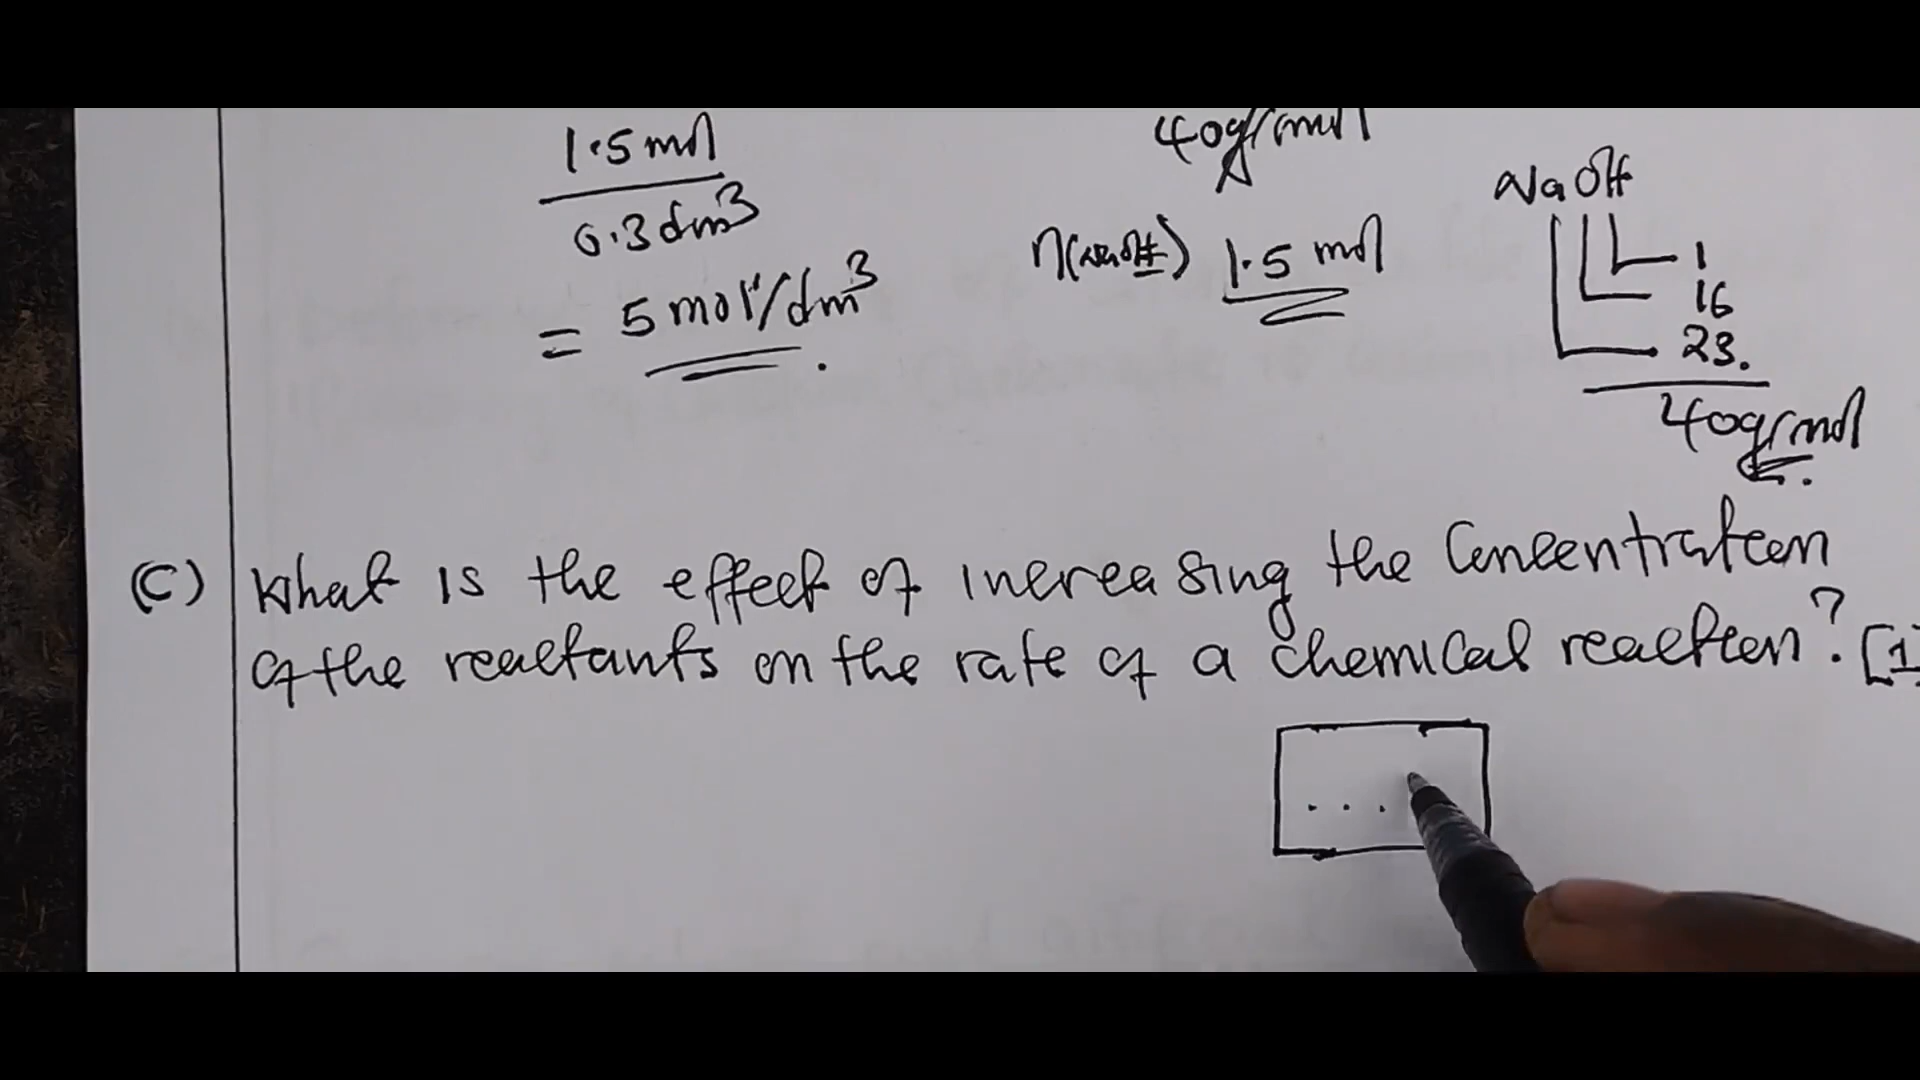 1.5 mol
0.3 dm³
= 5 mol/dm³.
40g/mol
n(NaOH) 1.5 mol
NaOH
1
16
23.
40g/mol.
(C) What is the effect of increasing the Concentration
of the reactants on the rate of a chemical reaction? [1]